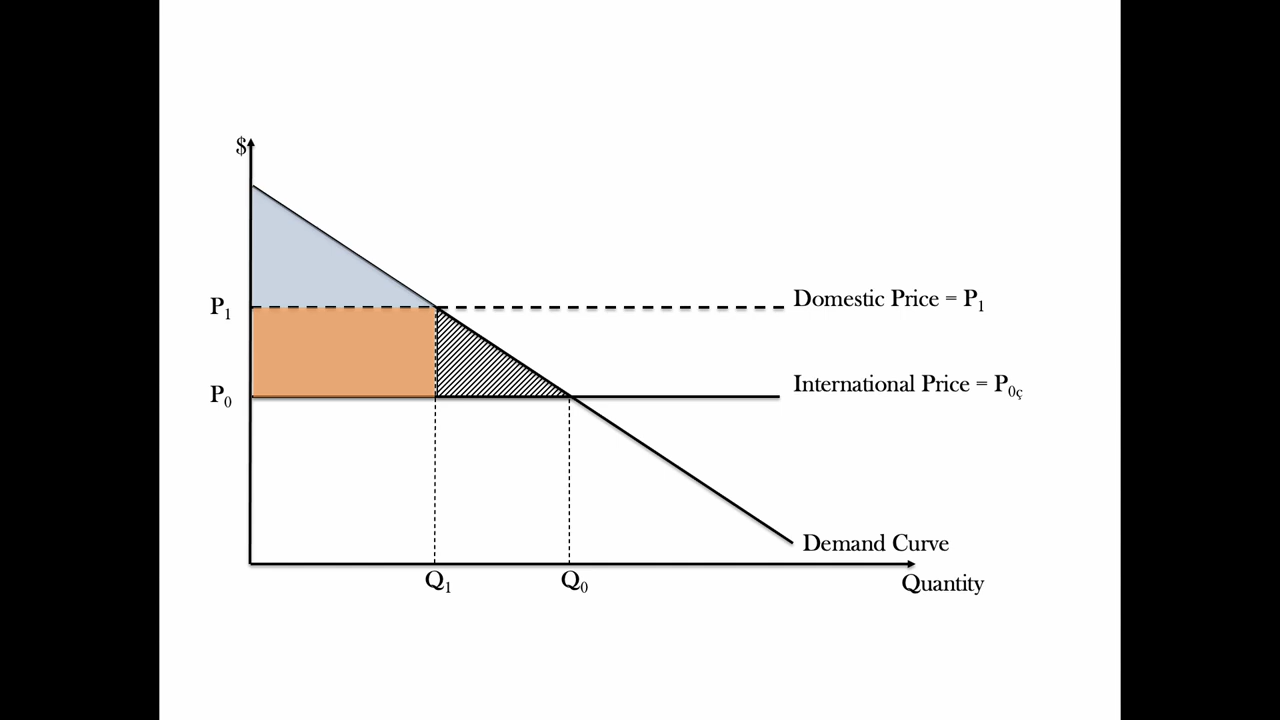 $
P₁
Domestic Price = P₁
P₀
International Price = P₀ç
Demand Curve
Q₁
Q₀
Quantity